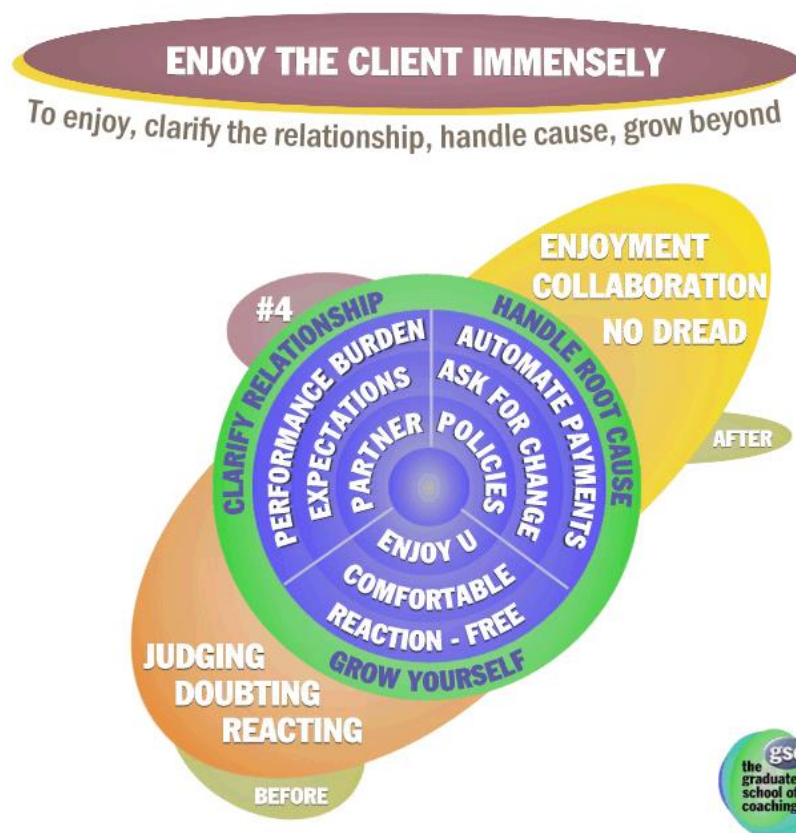 ENJOY THE CLIENT IMMENSELY
To enjoy, clarify the relationship, handle cause, grow beyond
#4
CLARIFY RELATIONSHIP
PERFORMANCE BURDEN
EXPECTATIONS
PARTNER
HANDLE ROOT CAUSE
AUTOMATE PAYMENTS
ASK FOR CHANGE
POLICIES
ENJOY U
COMFORTABLE
REACTION - FREE
GROW YOURSELF
ENJOYMENT
COLLABORATION
NO DREAD
AFTER
JUDGING
DOUBTING
REACTING
BEFORE
gsc
the
graduate
school of
coaching